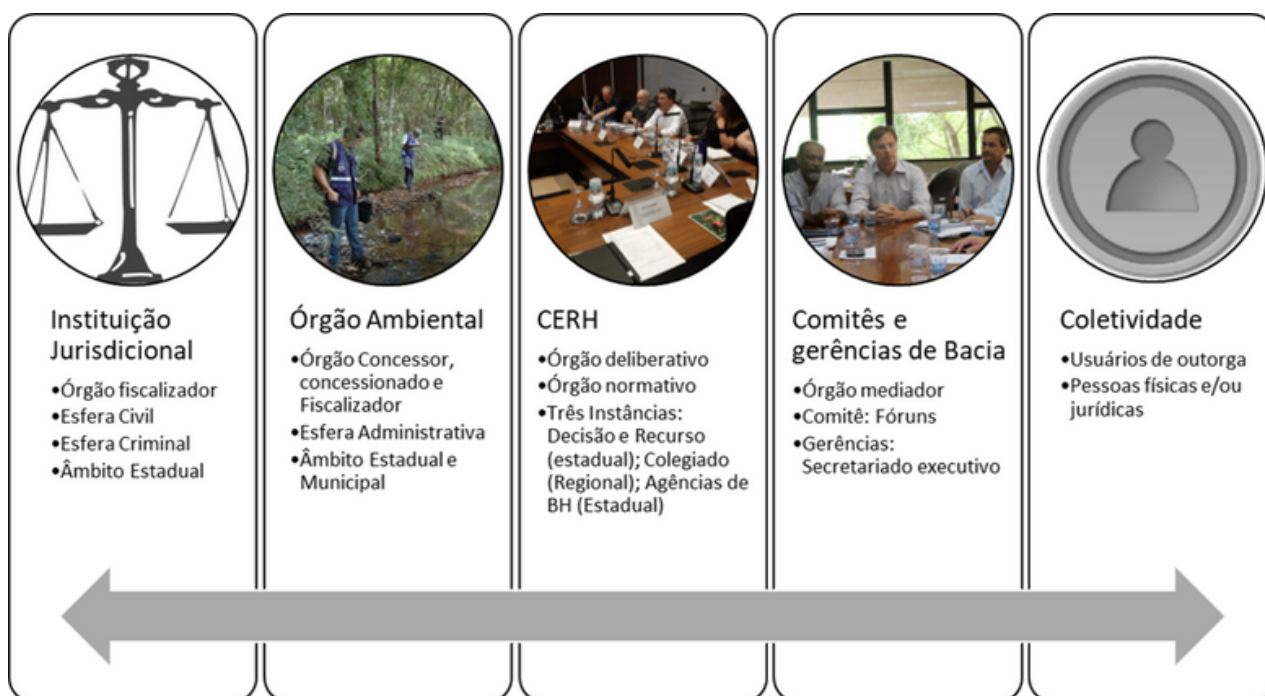 Instituição
Jurisdicional
•Órgão fiscalizador
•Esfera Civil
•Esfera Criminal
•Âmbito Estadual
Órgão Ambiental
•Órgão Concessor,
concessionado e
Fiscalizador
•Esfera Administrativa
•Âmbito Estadual e
Municipal
CERH
•Órgão deliberativo
•Órgão normativo
•Três Instâncias:
Decisão e Recurso
(estadual); Colegiado
(Regional); Agências de
BH (Estadual)
Comitês e
gerências de Bacia
•Órgão mediador
•Comitê: Fóruns
•Gerências:
Secretariado executivo
Coletividade
•Usuários de outorga
•Pessoas físicas e/ou
jurídicas